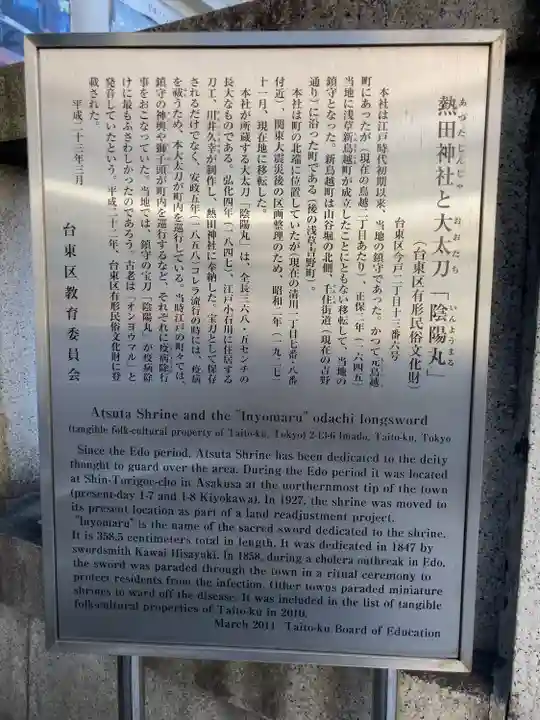 熱田神社と大太刀「陰陽丸」
あつたじんじゃ おおたち いんようまる
(台東区有形民俗文化財)
台東区今戸二丁目十三番六号
本社は江戸時代初期以来、当地の鎮守であった。かつて元鳥越
町にあったが(現在の鳥越二丁目あたり)、正保二年(一六四五)
当地に浅草新鳥越町が成立したことにともない移転して、当地の
鎮守となった。新鳥越町は山谷堀の北側、千住街道(現在の吉野
通り)に沿った町である(後の浅草吉野町)。
本社は町の北端に位置していたが(現在の清川一丁目七番・八番
付近)、関東大震災後の区画整理のため、昭和二年(一九二七)
十一月、現在地に移転した。
本社が所蔵する大太刀「陰陽丸」は、全長三六八・五センチの
長大なものである。弘化四年(一八四七)、江戸小石川に住居する
刀工、川井久幸が制作し、熱田神社に奉納した。宝刀として保存
されるだけでなく、安政五年(一八五八)コレラ流行の時には、疫病
を祓うため、本大太刀が町内を巡行している。当時江戸の町々では、
鎮守の神輿や獅子頭が町内を巡行するなど、それぞれに疫病除行
事をおこなっていた。当地では、鎮守の宝刀「陰陽丸」が疫病除
けに最もふさわしかったのであろう。古老は「オンヨウマル」と
発音していたという。平成二十二年、台東区有形民俗文化財に登
載された。
平成二十三年三月
台東区教育委員会
Atsuta Shrine and the "Inyomaru" odachi longsword
(tangible folk-cultural property of Taito-ku, Tokyo) 2-13-6 Imado, Taito-ku, Tokyo
Since the Edo period, Atsuta Shrine has been dedicated to the deity
thought to guard over the area. During the Edo period it was located
at Shin-Torigoe-cho in Asakusa at the northernmost tip of the town
(present-day 1-7 and 1-8 Kiyokawa). In 1927, the shrine was moved to
its present location as part of a land readjustment project.
"Inyomaru" is the name of the sacred sword dedicated to the shrine.
It is 358.5 centimeters total in length. It was dedicated in 1847 by
swordsmith Kawai Hisayuki. In 1858, during a cholera outbreak in Edo,
the sword was paraded through the town in a ritual ceremony to
protect residents from the infection. Other towns paraded miniature
shrines to ward off the disease. It was included in the list of tangible
folk-cultural properties of Taito-ku in 2010.
March 2011 Taito-ku Board of Education